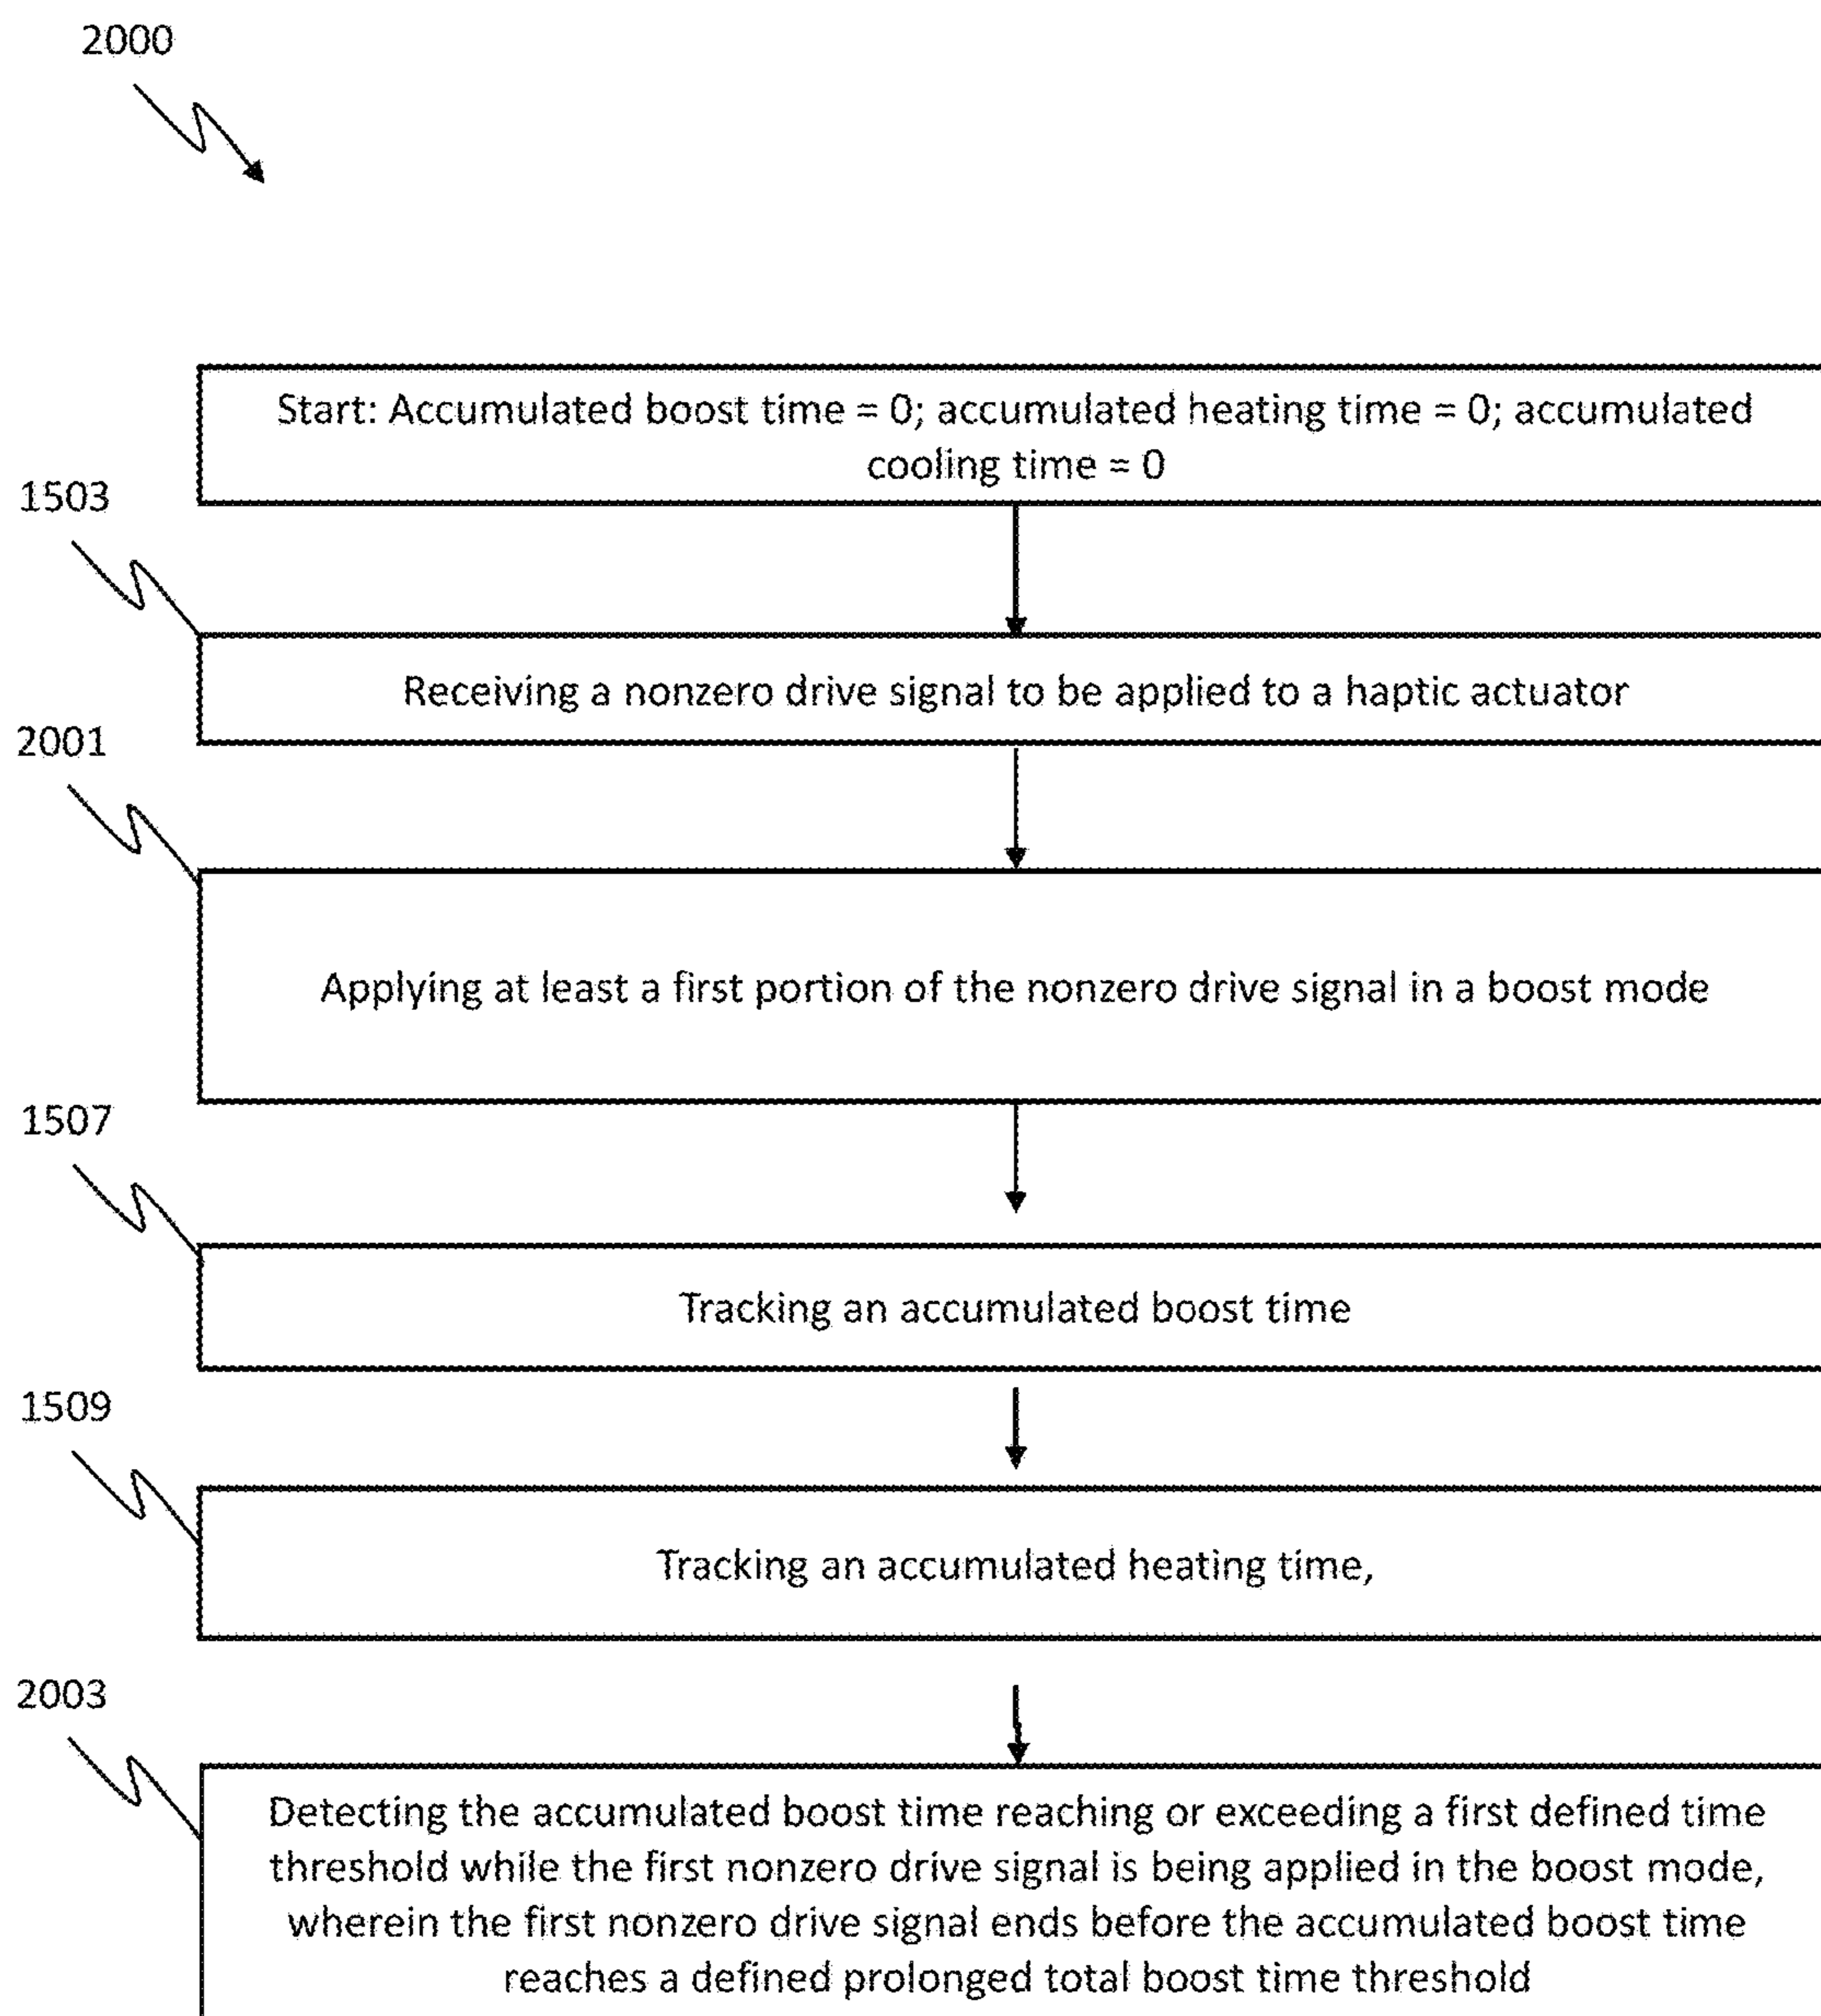 2000
Start: Accumulated boost time = 0; accumulated heating time = 0; accumulated
cooling time = 0
1503
Receiving a nonzero drive signal to be applied to a haptic actuator
2001
Applying at least a first portion of the nonzero drive signal in a boost mode
1507
Tracking an accumulated boost time
1509
Tracking an accumulated heating time,
2003
Detecting the accumulated boost time reaching or exceeding a first defined time
threshold while the first nonzero drive signal is being applied in the boost mode,
wherein the first nonzero drive signal ends before the accumulated boost time
reaches a defined prolonged total boost time threshold